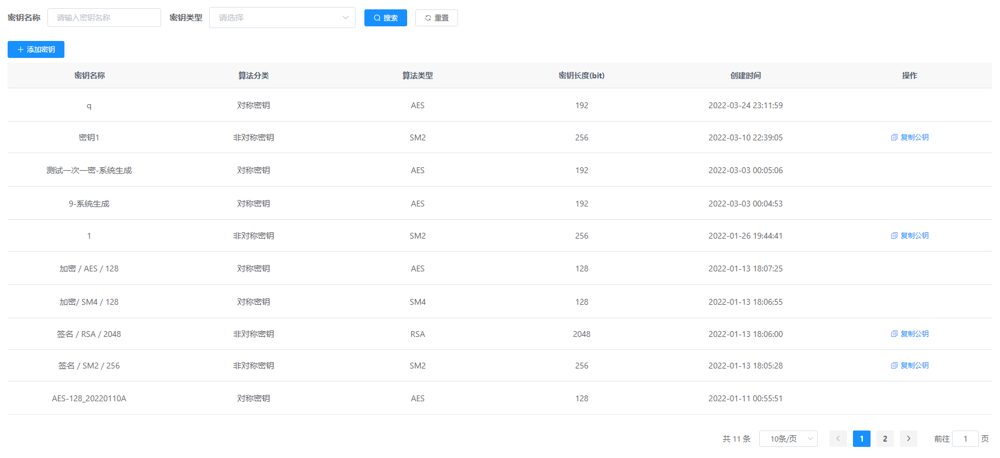 密钥名称 请输入密钥名称 密钥类型 请选择 搜索 重置
添加密钥
密钥名称 算法分类 算法类型 密钥长度(bit) 创建时间 操作
q 对称密钥 AES 192 2022-03-24 23:11:59
密钥1 非对称密钥 SM2 256 2022-03-10 22:39:05 复制公钥
测试一次一密-系统生成 对称密钥 AES 192 2022-03-03 00:05:06
9-系统生成 对称密钥 AES 192 2022-03-03 00:04:53
1 非对称密钥 SM2 256 2022-01-26 19:44:41 复制公钥
加密 / AES / 128 对称密钥 AES 128 2022-01-13 18:07:25
加密/ SM4 / 128 对称密钥 SM4 128 2022-01-13 18:06:55
签名 / RSA / 2048 非对称密钥 RSA 2048 2022-01-13 18:06:00 复制公钥
签名 / SM2 / 256 非对称密钥 SM2 256 2022-01-13 18:05:28 复制公钥
AES-128_20220110A 对称密钥 AES 128 2022-01-11 00:55:51
共 11 条 10条/页 1 2 前往 1 页